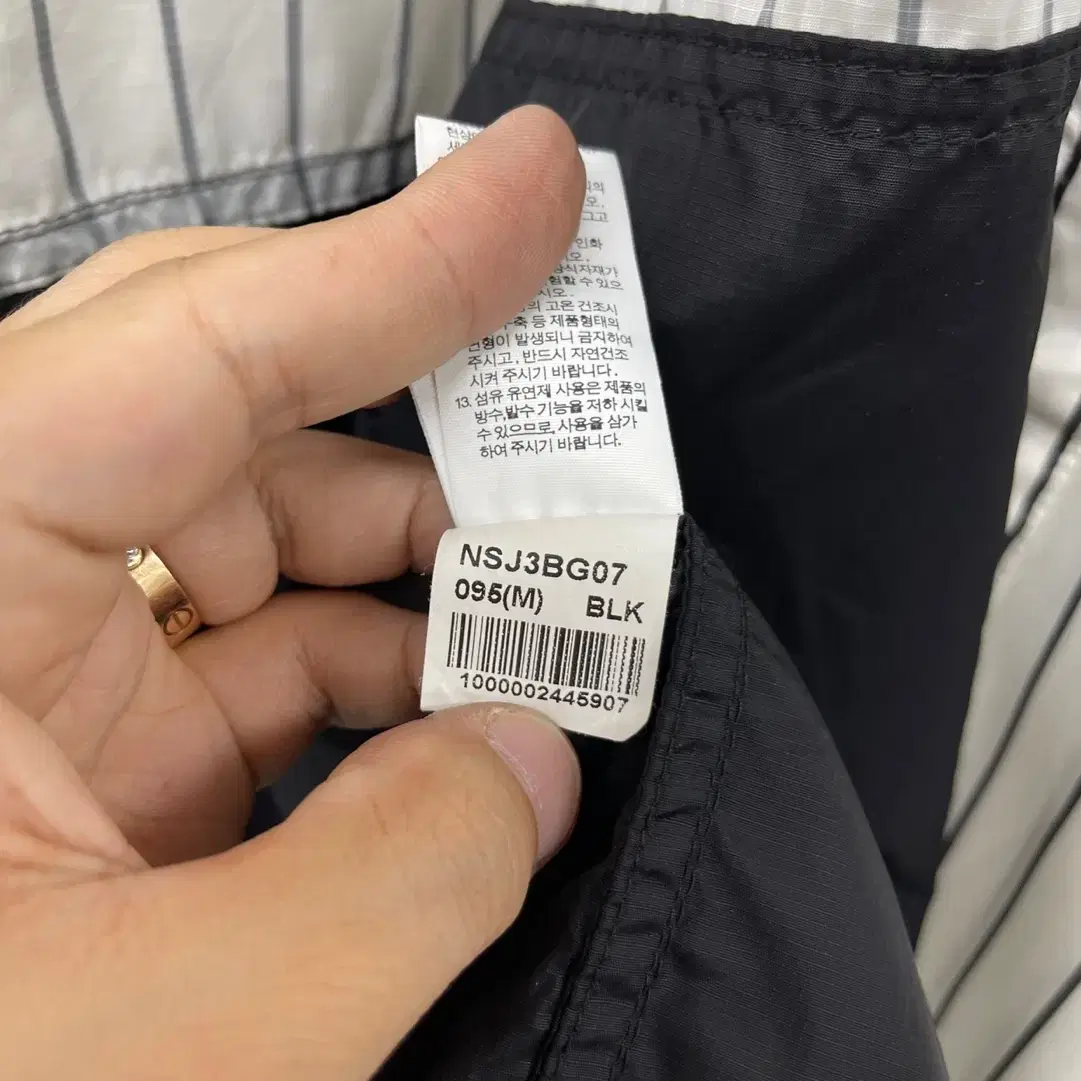 그고
인화
장식자재가
험할 수 있으
시오.
의 고온 건조시
축 등 제품형태의
변형이 발생되니 금지하여
주시고, 반드시 자연건조
시켜 주시기 바랍니다.
13. 섬유 유연제 사용은 제품의
방수,발수 기능을 저하 시킬
수 있으므로, 사용을 삼가
하여 주시기 바랍니다.
NSJ3BG07
095(M) BLK
1000002445907